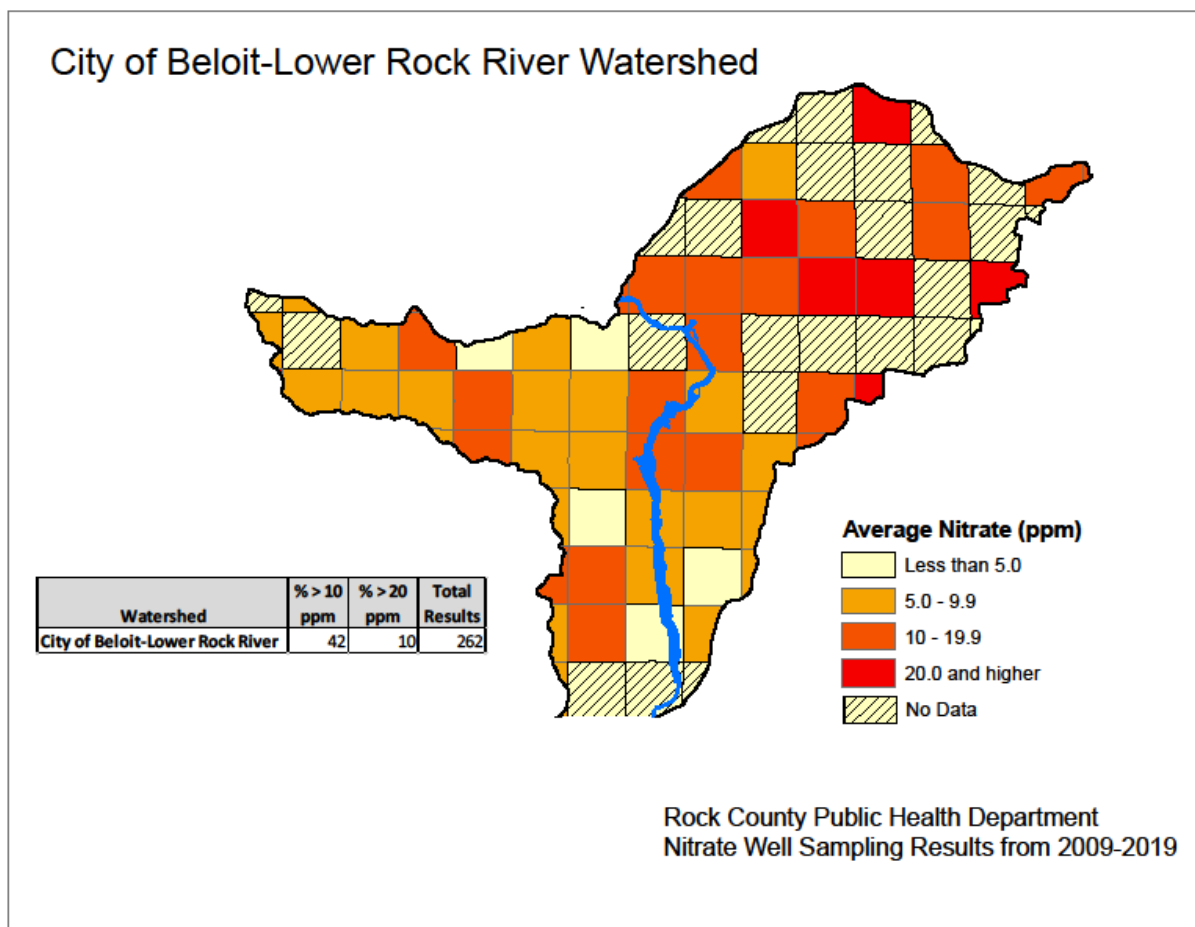 City of Beloit-Lower Rock River Watershed
Average Nitrate (ppm)
Less than 5.0
5.0 - 9.9
10 - 19.9
20.0 and higher
No Data
Watershed % > 10 ppm % > 20 ppm Total Results
City of Beloit-Lower Rock River 42 10 262
Rock County Public Health Department
Nitrate Well Sampling Results from 2009-2019